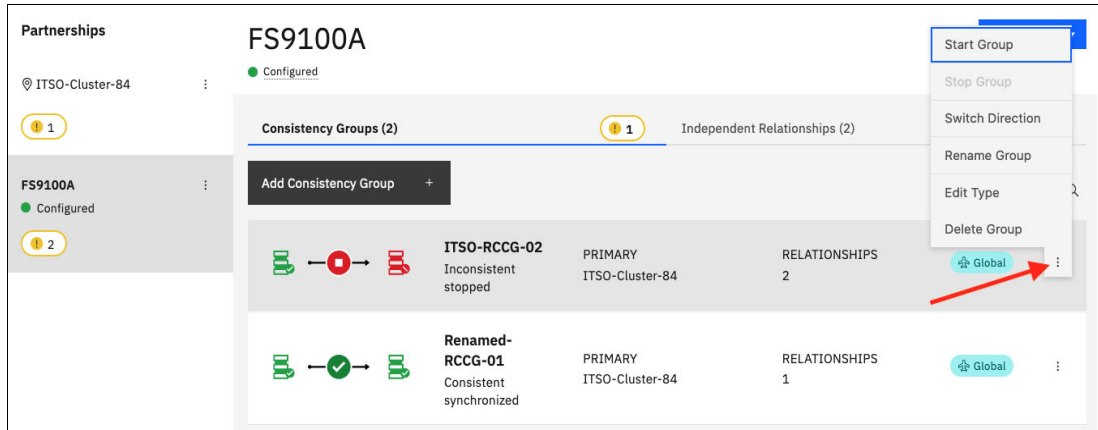 Partnerships
ITSO-Cluster-84
1
FS9100A
Configured
2
FS9100A
Configured
Consistency Groups (2)
1
Independent Relationships (2)
Add Consistency Group +
ITSO-RCCG-02
Inconsistent
stopped
PRIMARY
ITSO-Cluster-84
RELATIONSHIPS
2
Global
Renamed-
RCCG-01
Consistent
synchronized
PRIMARY
ITSO-Cluster-84
RELATIONSHIPS
1
Global
Start Group
Stop Group
Switch Direction
Rename Group
Edit Type
Delete Group